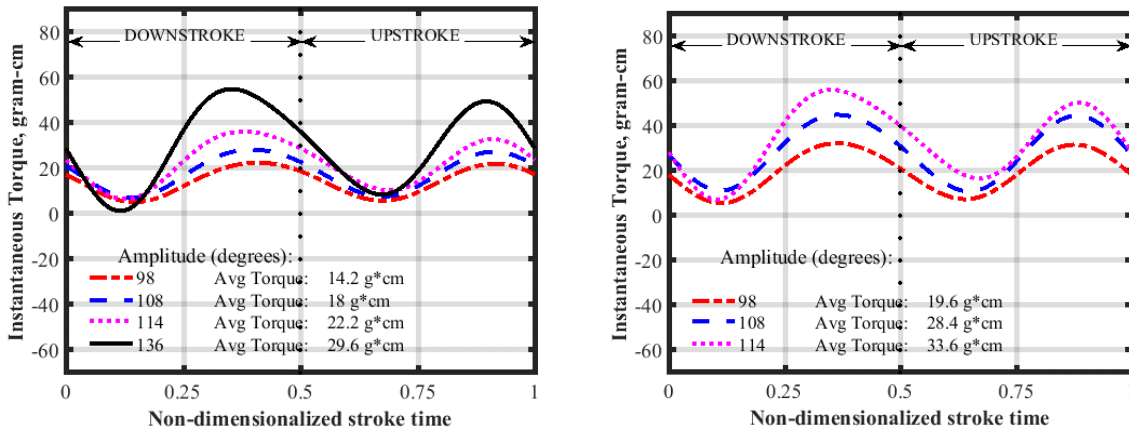 80
DOWNSTROKE UPSTROKE
60
40
20
0
-20
-40
-60
Instantaneous Torque, gram-cm
Amplitude (degrees):
98 Avg Torque: 14.2 g*cm
108 Avg Torque: 18 g*cm
114 Avg Torque: 22.2 g*cm
136 Avg Torque: 29.6 g*cm
0 0.25 0.5 0.75 1
Non-dimensionalized stroke time
80
DOWNSTROKE UPSTROKE
60
40
20
0
-20
-40
-60
Instantaneous Torque, gram-cm
Amplitude (degrees):
98 Avg Torque: 19.6 g*cm
108 Avg Torque: 28.4 g*cm
114 Avg Torque: 33.6 g*cm
0 0.25 0.5 0.75
Non-dimensionalized stroke time